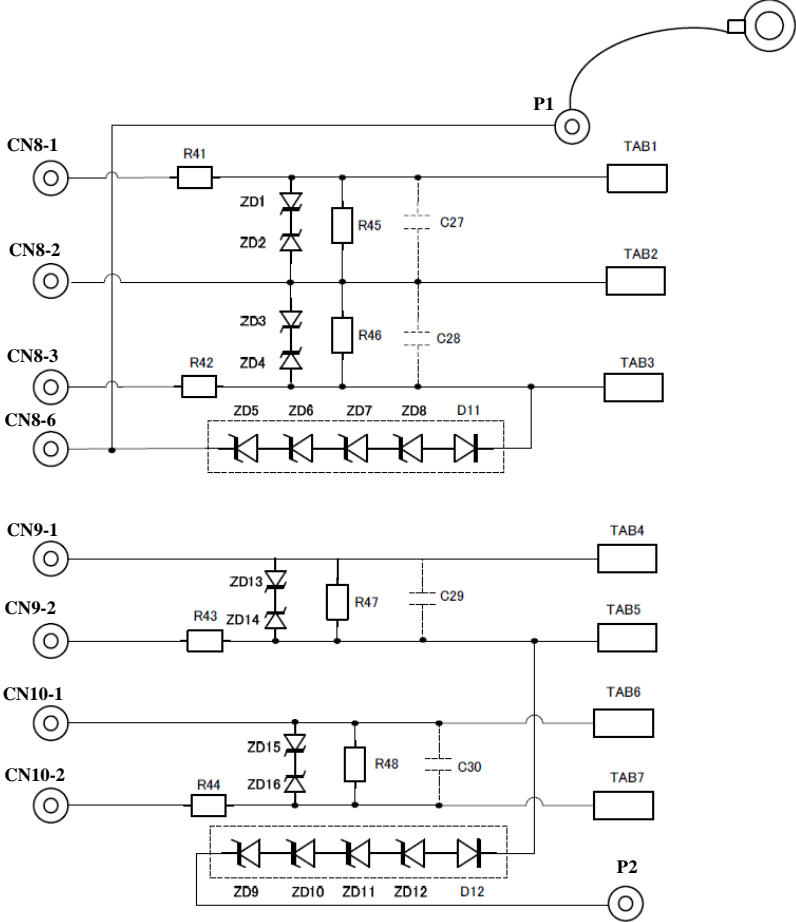 P1
CN8-1
R41
TAB1
ZD1
R45
C27
ZD2
CN8-2
TAB2
ZD3
R46
C28
CN8-3
R42
ZD4
TAB3
CN8-6
ZD5 ZD6 ZD7 ZD8 D11
CN9-1
TAB4
ZD13
R47
C29
CN9-2
R43
ZD14
TAB5
CN10-1
TAB6
ZD15
R48
C30
CN10-2
R44
ZD16
TAB7
ZD9 ZD10 ZD11 ZD12 D12
P2